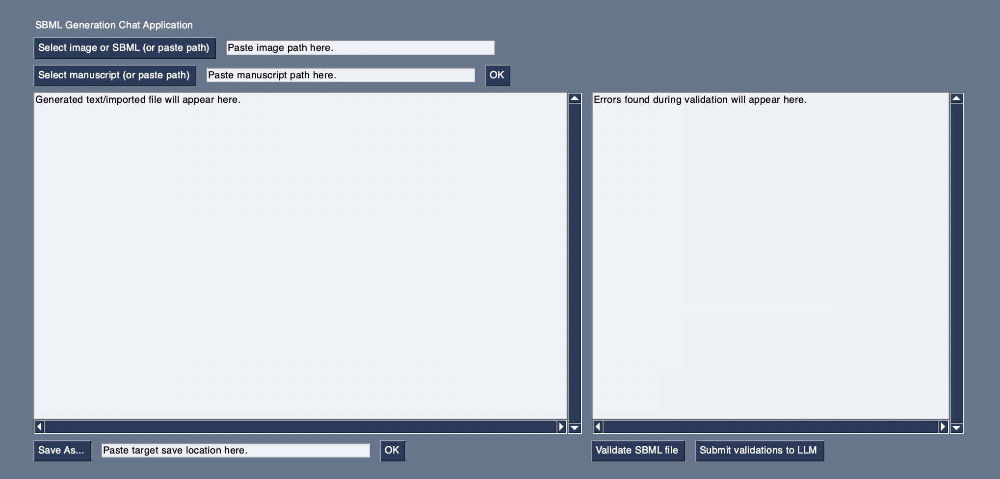 SBML Generation Chat Application
Select image or SBML (or paste path) Paste image path here.
Select manuscript (or paste path) Paste manuscript path here. OK
Generated text/imported file will appear here.
Errors found during validation will appear here.
Save As... Paste target save location here. OK
Validate SBML file Submit validations to LLM